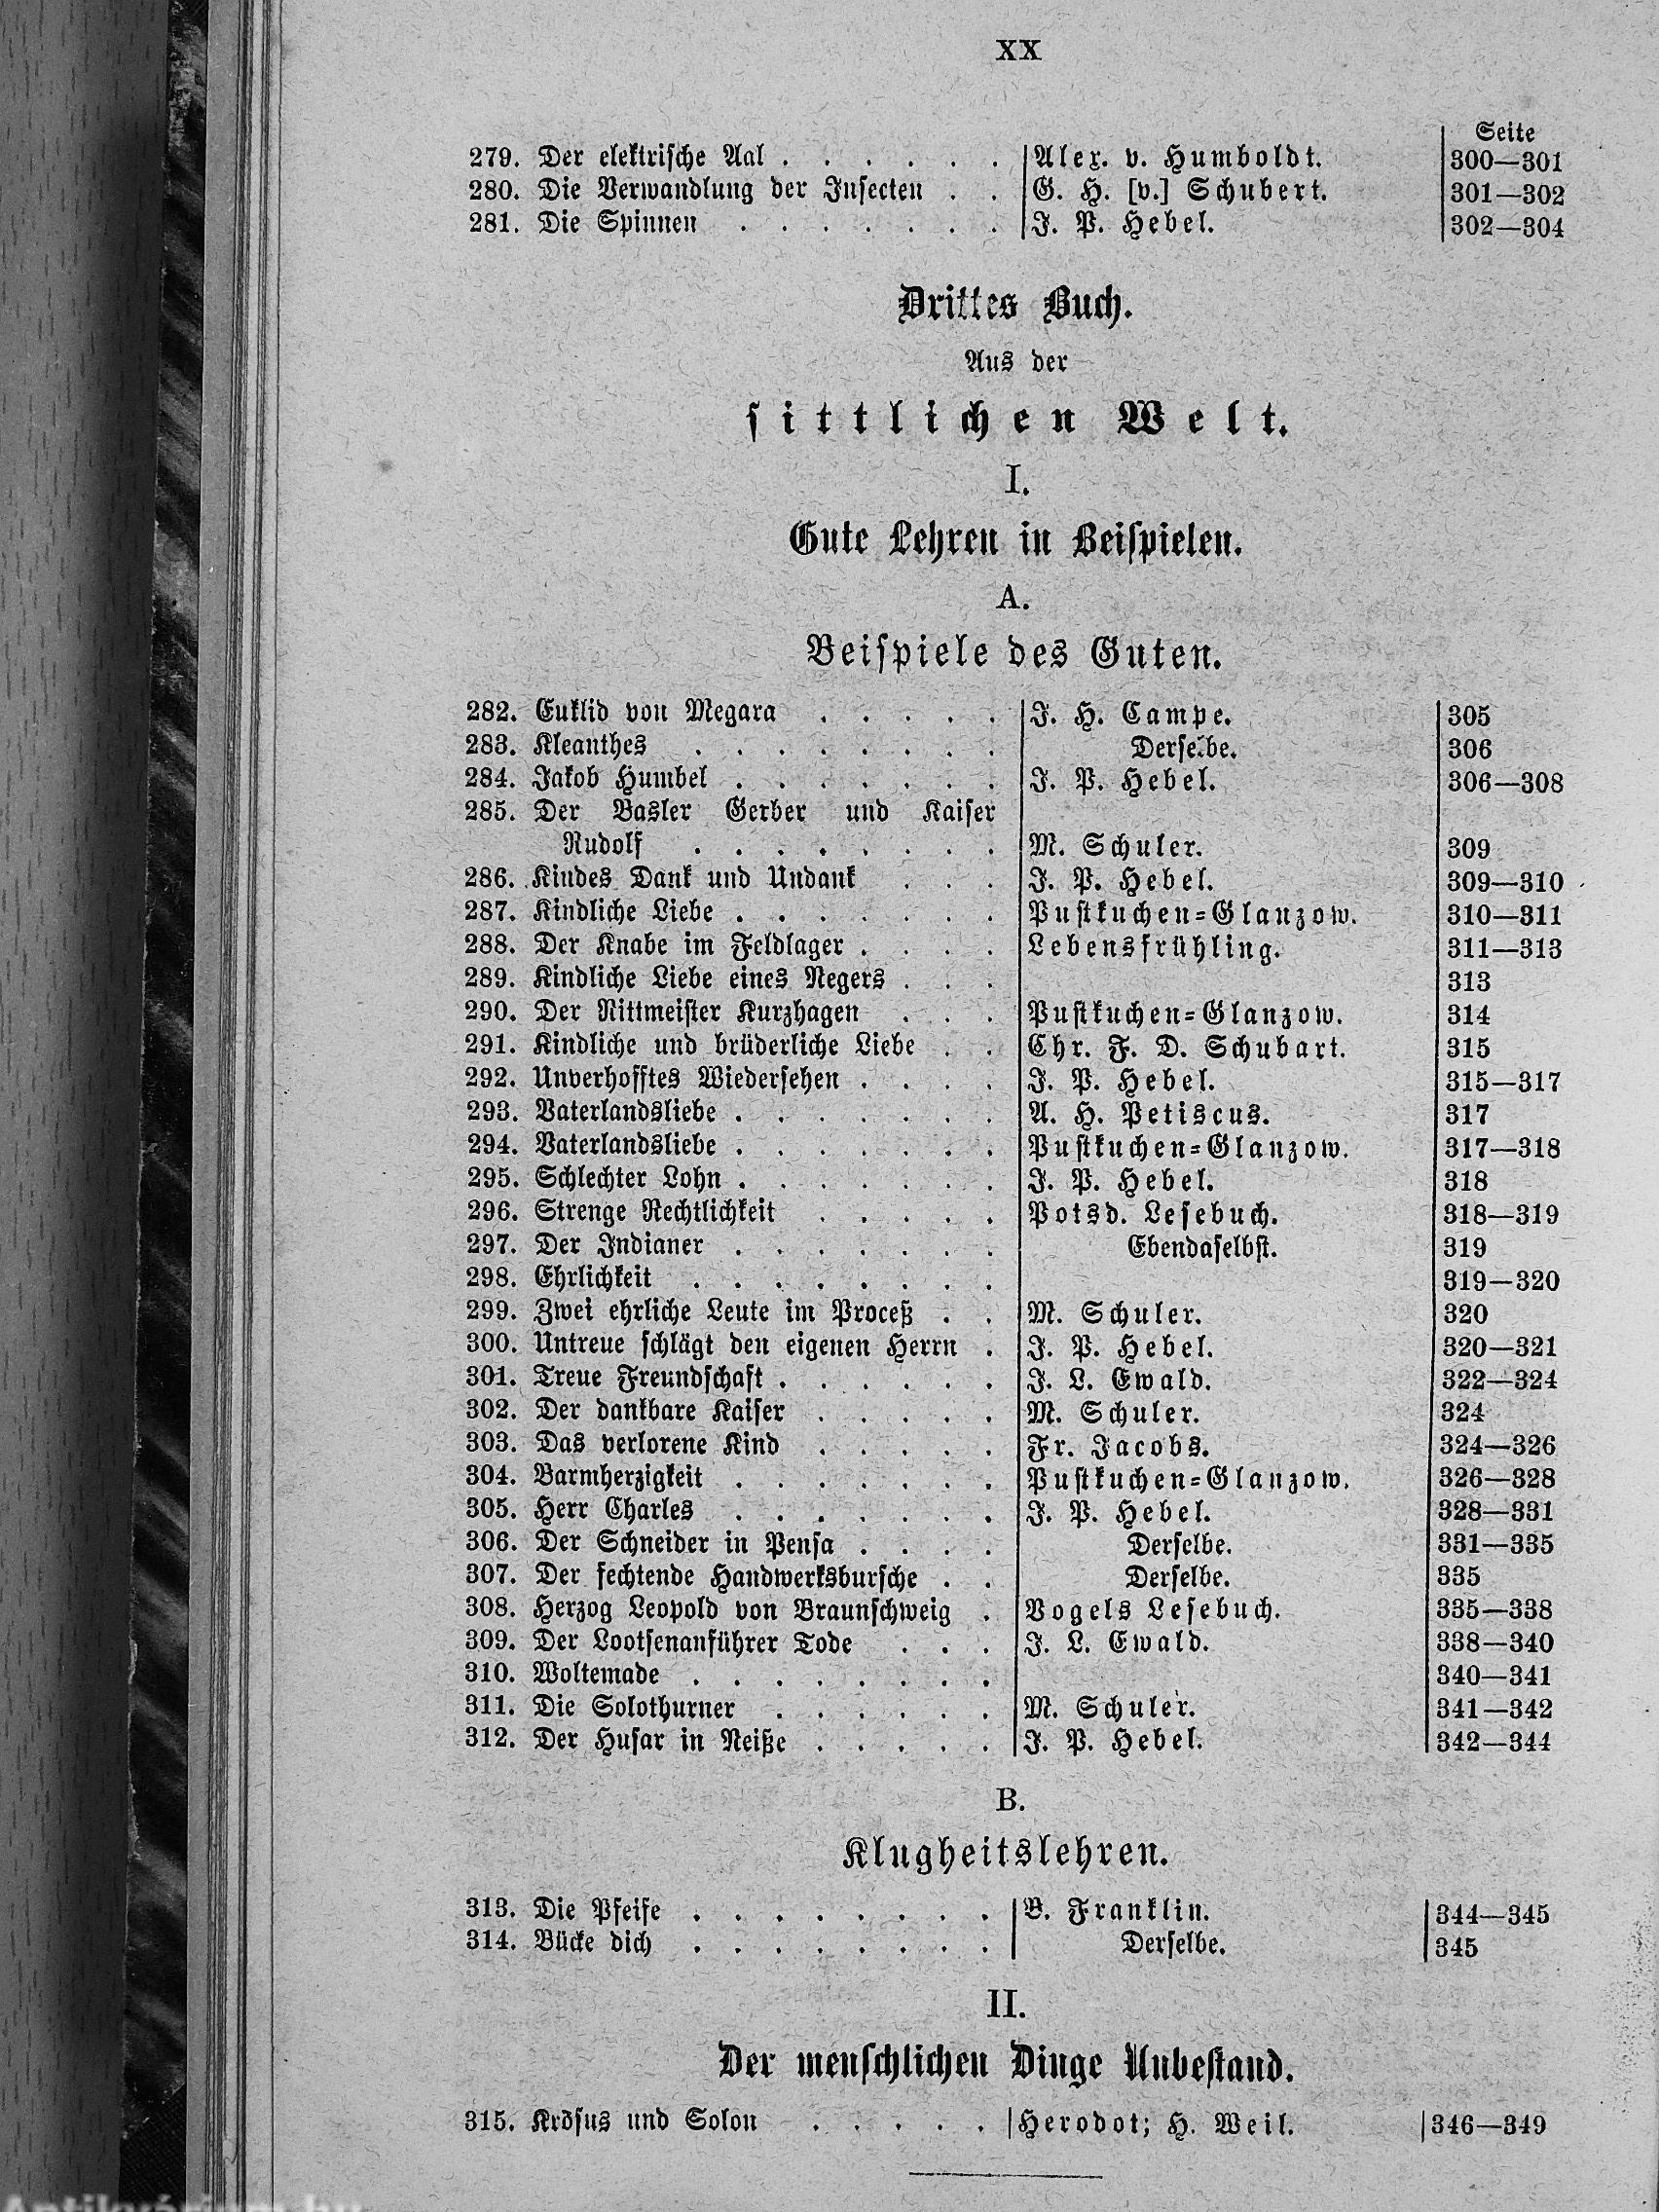 XX
Seite
279. Der elektrische Aal . . . . . . Alex. v. Humboldt. 300—301
280. Die Verwandlung der Insecten . . G. H. [v.] Schubert. 301—302
281. Die Spinnen . . . . . . . J. P. Hebel. 302—304
Drittes Buch.
Aus der
sittlichen Welt.
I.
Gute Lehren in Beispielen.
A.
Beispiele des Guten.
282. Euklid von Megara . . . . . J. H. Campe. 305
283. Kleanthes . . . . . . . . Derselbe. 306
284. Jakob Humbel . . . . . . . J. P. Hebel. 306—308
285. Der Basler Gerber und Kaiser
Rudolf . . . . . . . . M. Schuler. 309
286. Kindes Dank und Undank . . . J. P. Hebel. 309—310
287. Kindliche Liebe . . . . . . . Pustkuchen-Glanzow. 310—311
288. Der Knabe im Feldlager . . . . Lebensfrühling. 311—313
289. Kindliche Liebe eines Negers . . . 313
290. Der Rittmeister Kurzhagen . . . Pustkuchen-Glanzow. 314
291. Kindliche und brüderliche Liebe . . Chr. F. D. Schubart. 315
292. Unverhofftes Wiedersehen . . . . J. P. Hebel. 315—317
293. Vaterlandsliebe . . . . . . . A. H. Petiscus. 317
294. Vaterlandsliebe . . . . . . . Pustkuchen-Glanzow. 317—318
295. Schlechter Lohn . . . . . . . J. P. Hebel. 318
296. Strenge Rechtlichkeit . . . . . Potsd. Lesebuch. 318—319
297. Der Indianer . . . . . . . Ebendaselbst. 319
298. Ehrlichkeit . . . . . . . . 319—320
299. Zwei ehrliche Leute im Proceß . . M. Schuler. 320
300. Untreue schlägt den eigenen Herrn . J. P. Hebel. 320—321
301. Treue Freundschaft . . . . . . J. L. Ewald. 322—324
302. Der dankbare Kaiser . . . . . M. Schuler. 324
303. Das verlorene Kind . . . . . Fr. Jacobs. 324—326
304. Barmherzigkeit . . . . . . . Pustkuchen-Glanzow. 326—328
305. Herr Charles . . . . . . . J. P. Hebel. 328—331
306. Der Schneider in Pensa . . . . Derselbe. 331—335
307. Der fechtende Handwerksbursche . . Derselbe. 335
308. Herzog Leopold von Braunschweig . Vogels Lesebuch. 335—338
309. Der Lootsenanführer Tode . . . J. L. Ewald. 338—340
310. Woltemade . . . . . . . . 340—341
311. Die Solothurner . . . . . . M. Schuler. 341—342
312. Der Husar in Neiße . . . . . J. P. Hebel. 342—344
B.
Klugheitslehren.
313. Die Pfeife . . . . . . . . B. Franklin. 344—345
314. Bücke dich . . . . . . . . Derselbe. 345
II.
Der menschlichen Dinge Unbestand.
315. Krösus und Solon . . . . . Herodot; H. Weil. 346—349
Antikvárium.hu